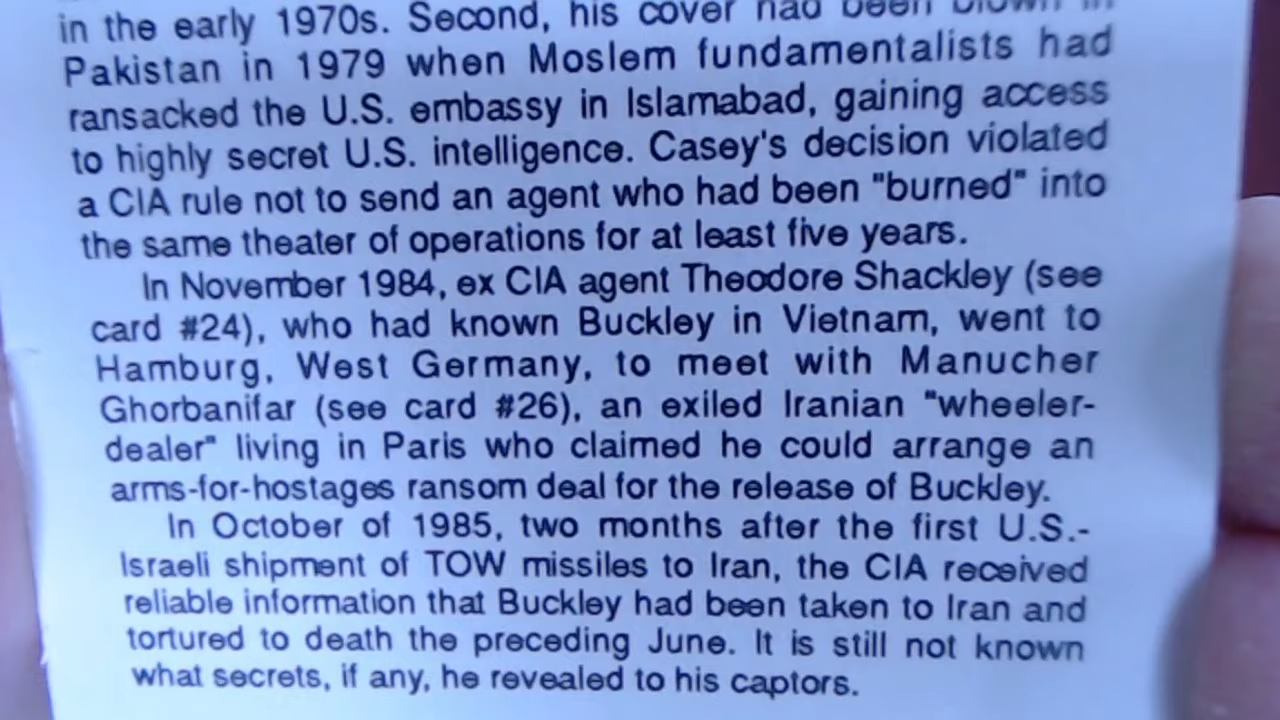 in the early 1970s. Second, his cover had been blown in
Pakistan in 1979 when Moslem fundamentalists had
ransacked the U.S. embassy in Islamabad, gaining access
to highly secret U.S. intelligence. Casey's decision violated
a CIA rule not to send an agent who had been "burned" into
the same theater of operations for at least five years.
In November 1984, ex CIA agent Theodore Shackley (see
card #24), who had known Buckley in Vietnam, went to
Hamburg, West Germany, to meet with Manucher
Ghorbanifar (see card #26), an exiled Iranian "wheeler-
dealer" living in Paris who claimed he could arrange an
arms-for-hostages ransom deal for the release of Buckley.
In October of 1985, two months after the first U.S.-
Israeli shipment of TOW missiles to Iran, the CIA received
reliable information that Buckley had been taken to Iran and
tortured to death the preceding June. It is still not known
what secrets, if any, he revealed to his captors.